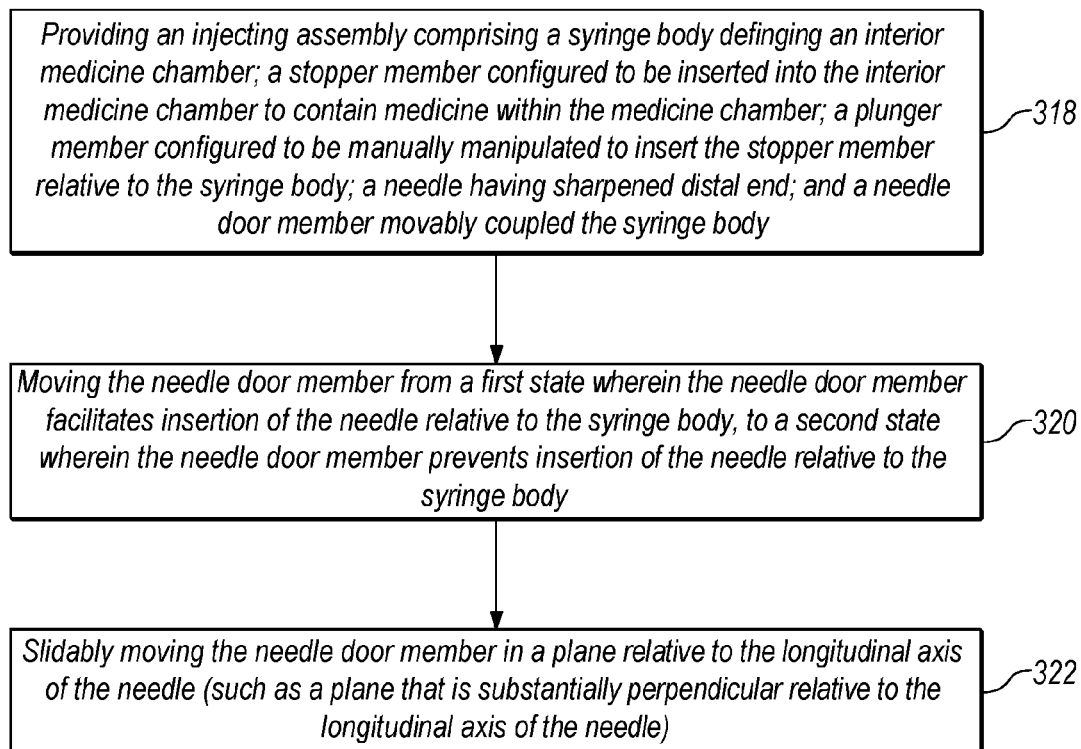 Providing an injecting assembly comprising a syringe body definging an interior
medicine chamber; a stopper member configured to be inserted into the interior
medicine chamber to contain medicine within the medicine chamber; a plunger
member configured to be manually manipulated to insert the stopper member
relative to the syringe body; a needle having sharpened distal end; and a needle
door member movably coupled the syringe body
318
Moving the needle door member from a first state wherein the needle door member
facilitates insertion of the needle relative to the syringe body, to a second state
wherein the needle door member prevents insertion of the needle relative to the
syringe body
320
Slidably moving the needle door member in a plane relative to the longitudinal axis
of the needle (such as a plane that is substantially perpendicular relative to the
longitudinal axis of the needle)
322